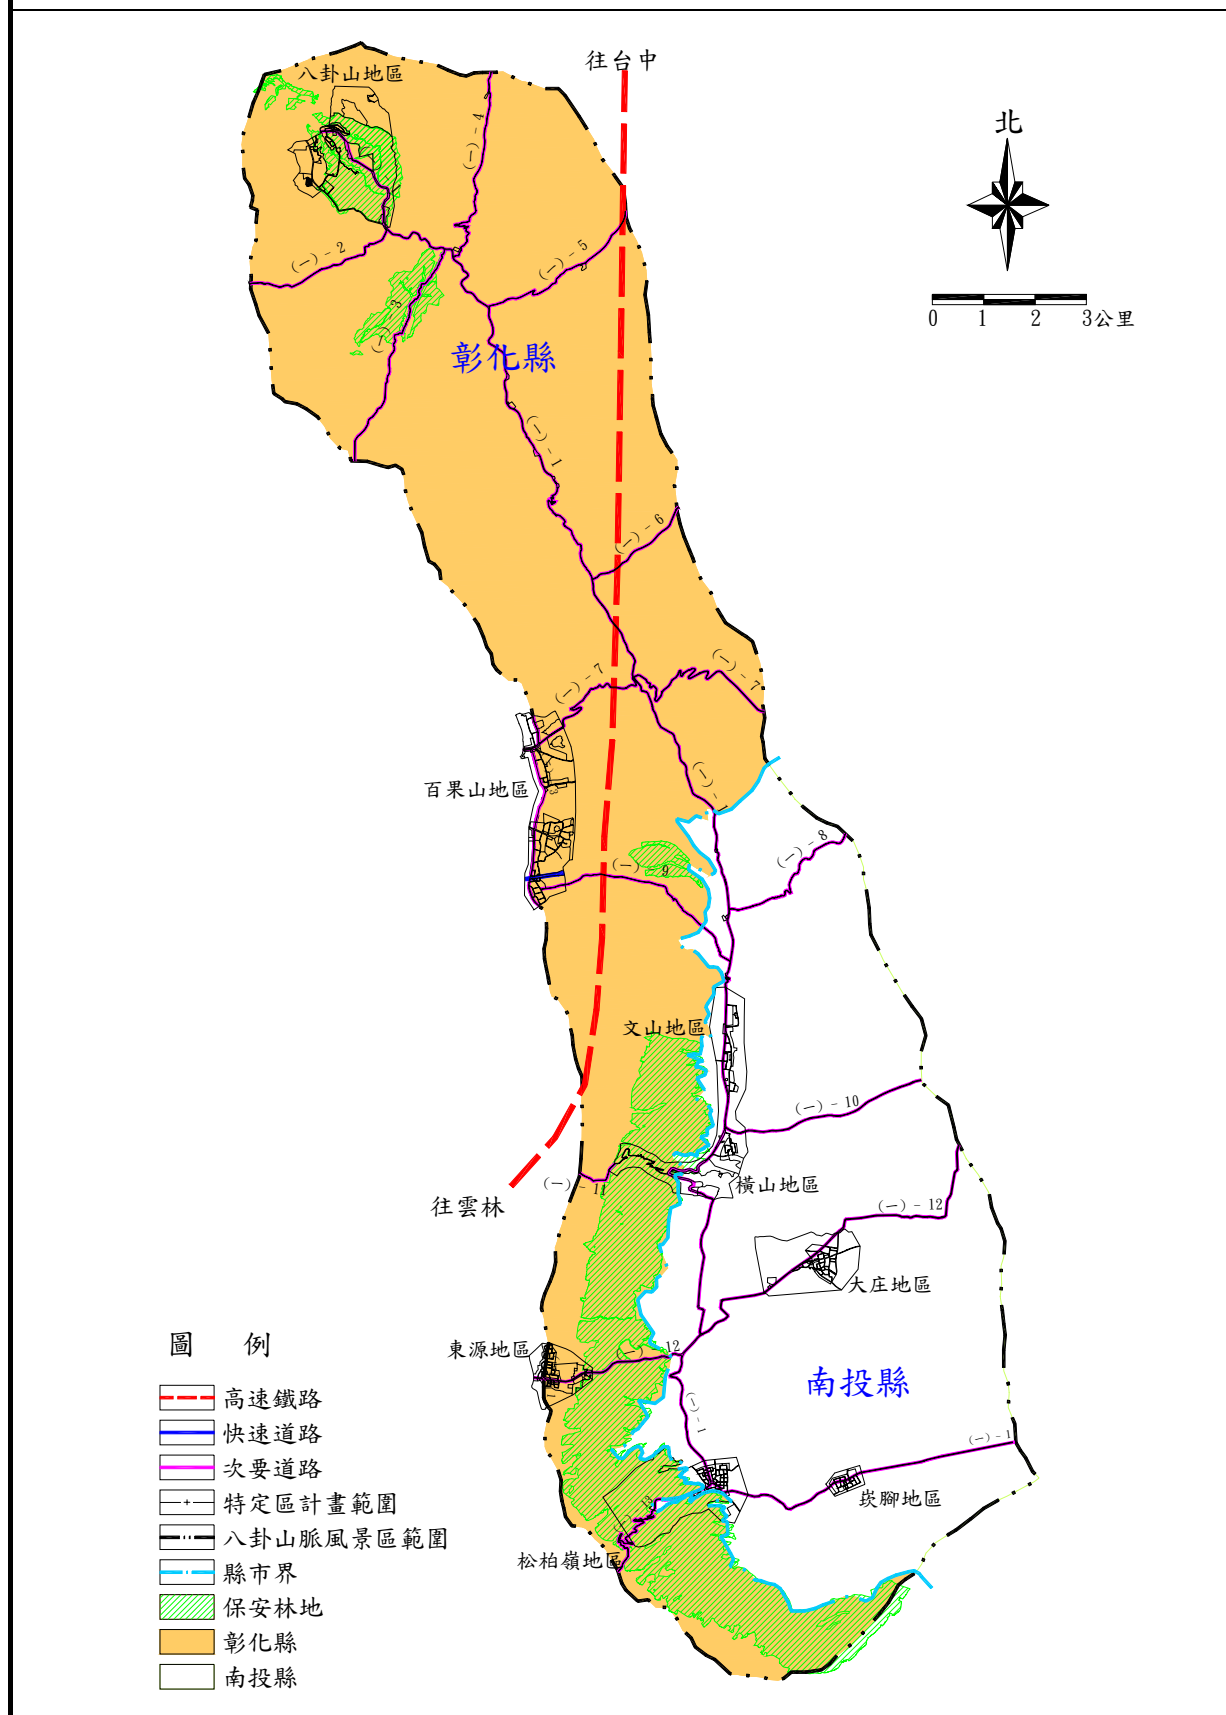 往台中
八卦山地區
北
(一)-4
(一)-2
(一)-5
(一)-3
0 1 2 3公里
彰化縣
(一)-1
(一)-6
(一)-7
(一)-7
百果山地區
(一)-1
(一)-8
(一)-9
文山地區
(一)-10
(一)-11
橫山地區
往雲林
(一)-12
大庄地區
東源地區
(一)-12
南投縣
(一)-1
(一)-1
崁腳地區
(一)-13
松柏嶺地區
圖 例
高速鐵路
快速道路
次要道路
特定區計畫範圍
八卦山脈風景區範圍
縣市界
保安林地
彰化縣
南投縣